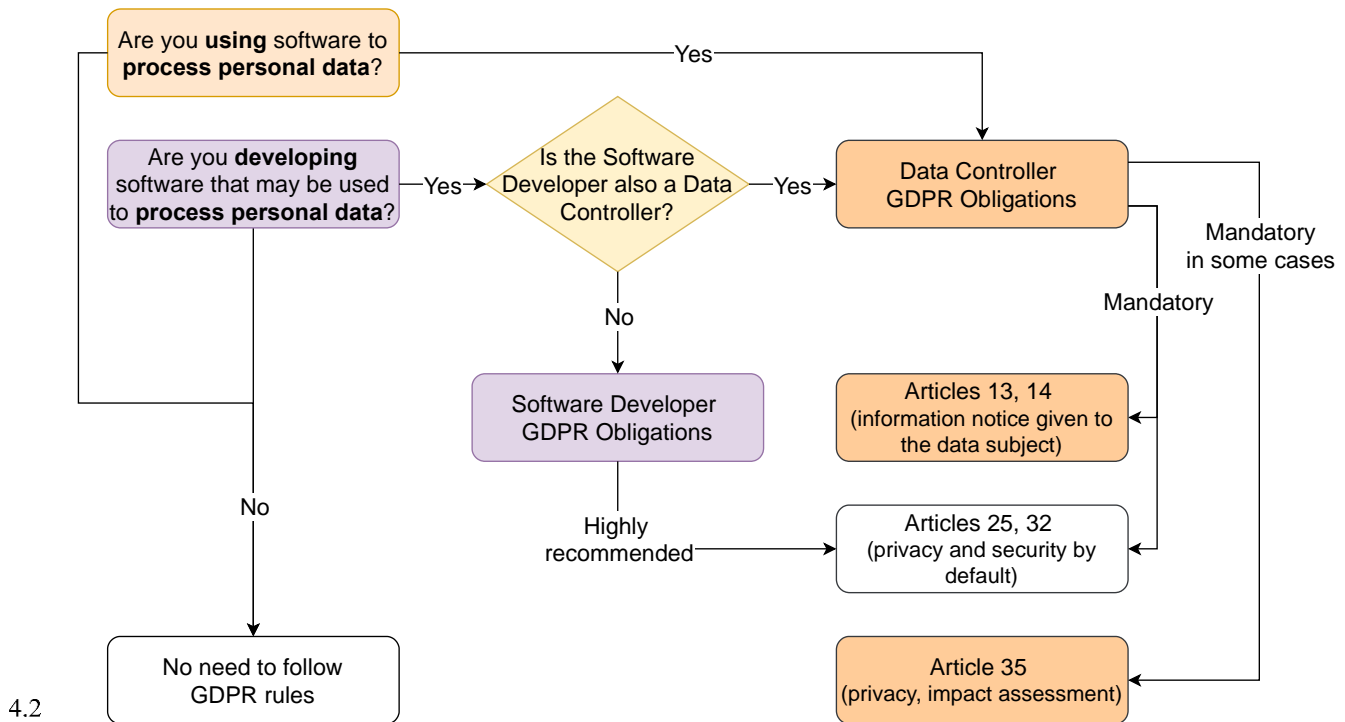 Are you using software to
process personal data?
Yes
Are you developing
software that may be used
to process personal data?
Yes
Is the Software
Developer also a Data
Controller?
Yes
Data Controller
GDPR Obligations
Mandatory
in some cases
Mandatory
No
Software Developer
GDPR Obligations
Articles 13, 14
(information notice given to
the data subject)
No
Highly
recommended
Articles 25, 32
(privacy and security by
default)
No need to follow
GDPR rules
Article 35
(privacy, impact assessment)
4.2